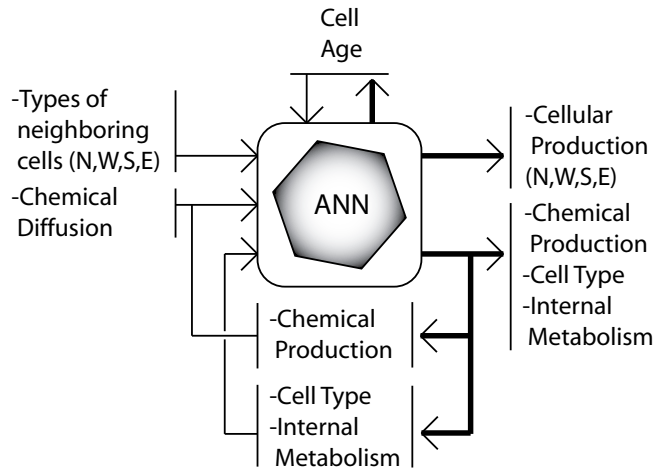 Cell
Age
-Types of
neighboring
cells (N,W,S,E)
-Chemical
Diffusion
ANN
-Cellular
Production
(N,W,S,E)
-Chemical
Production
-Cell Type
-Internal
Metabolism
-Chemical
Production
-Cell Type
-Internal
Metabolism